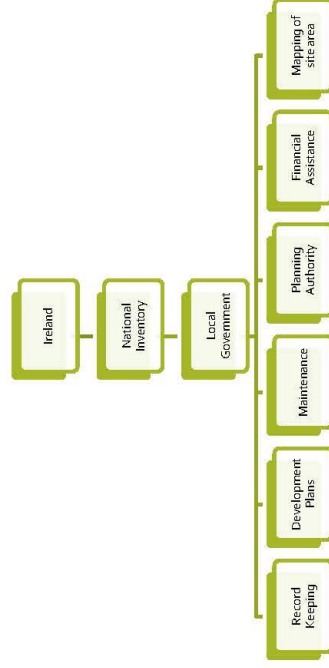 Ireland
National
Inventory
Local
Government
Record
Keeping
Development
Plans
Maintenance
Planning
Authority
Financial
Assistance
Mapping of
site area